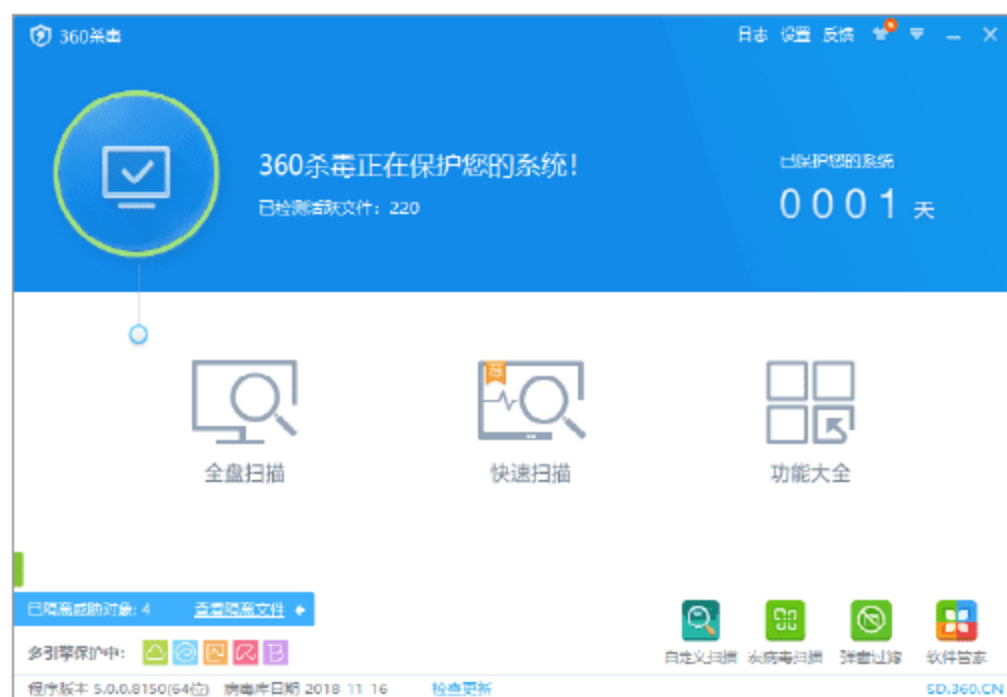 360杀毒
日志 设置 反馈
360杀毒正在保护您的系统!
已检测活跃文件：220
已保护您的系统
0001 天
荐
全盘扫描
快速扫描
功能大全
已隔离威胁对象: 4 查看隔离文件
多引擎保护中:
自定义扫描 宏病毒扫描 弹窗过滤 软件管家
程序版本 5.0.0.8150(64位) 病毒库日期 2018-11-16 检查更新 SD.360.CN